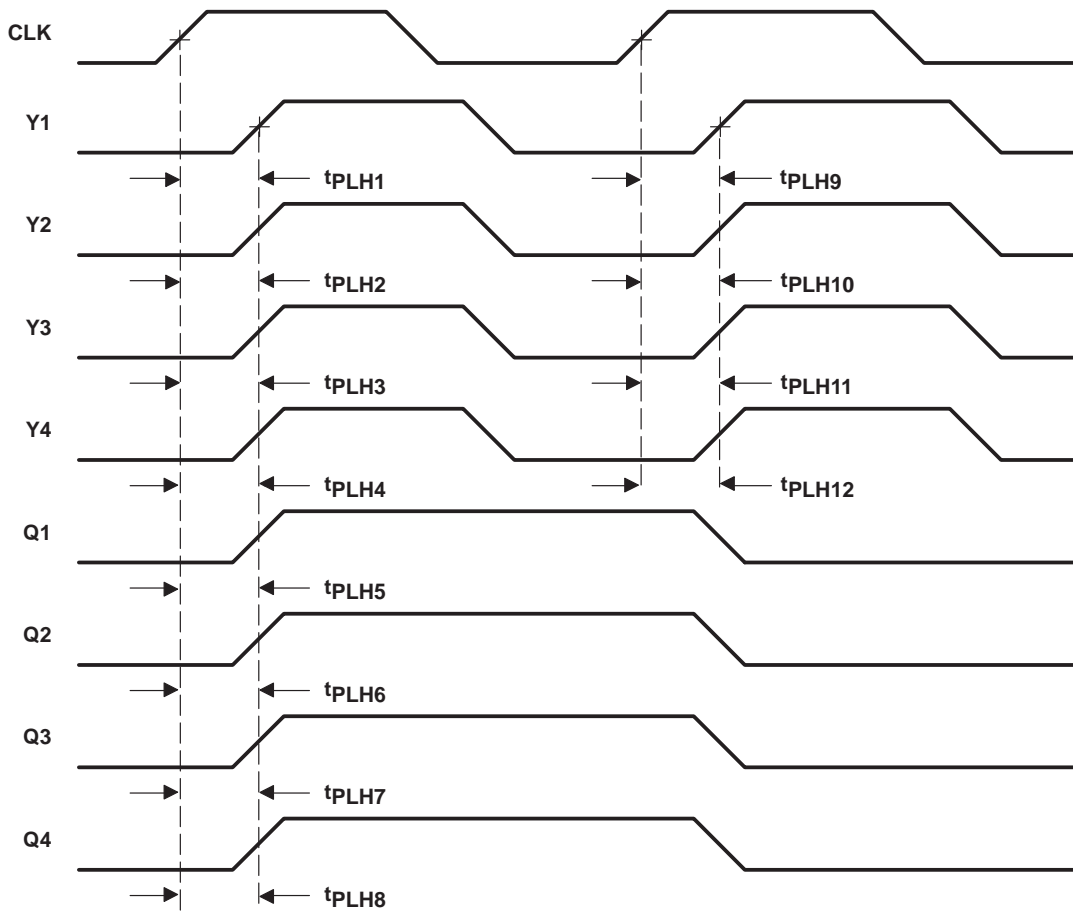 CLK
Y1
tPLH1 tPLH9
Y2
tPLH2 tPLH10
Y3
tPLH3 tPLH11
Y4
tPLH4 tPLH12
Q1
tPLH5
Q2
tPLH6
Q3
tPLH7
Q4
tPLH8